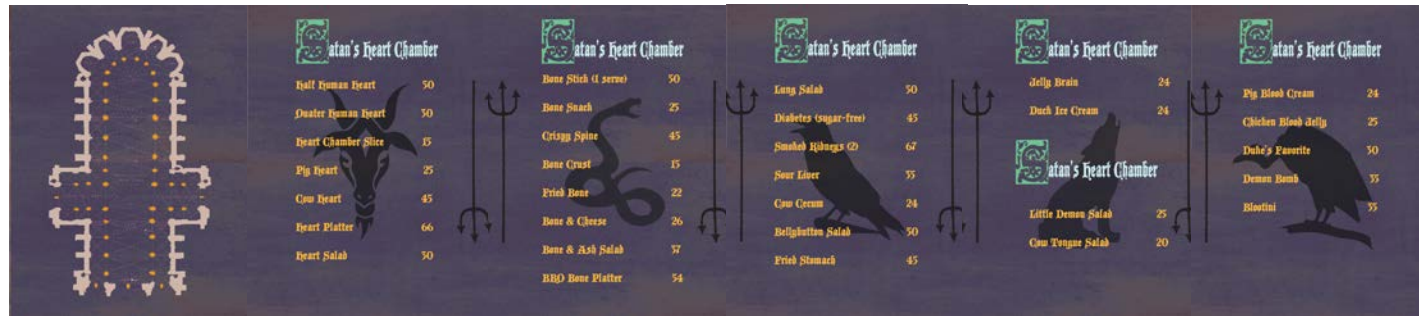 Satan's Heart Chamber
Half Human Heart 30
Quater Human Heart 30
Heart Chamber Slice 15
Pig Heart 25
Cow Heart 45
Heart Platter 66
Heart Salad 30
Satan's Heart Chamber
Bone Stick (1 serve) 30
Bone Snack 25
Crispy Spine 45
Bone Crust 15
Fried Bone 22
Bone & Cheese 26
Bone & Ash Salad 37
BBQ Bone Platter 34
Satan's Heart Chamber
Lung Salad 30
Diabetes (sugar-free) 45
Smoked Kidneys (2) 67
Sour Liver 35
Cow Cecum 24
Bellybutton Salad 30
Fried Stomach 45
Satan's Heart Chamber
Jelly Brain 24
Duck Ice Cream 24
Satan's Heart Chamber
Little Demon Salad 25
Cow Tongue Salad 20
Satan's Heart Chamber
Pig Blood Cream 24
Chicken Blood Jelly 25
Duke's Favorite 30
Demon Bomb 35
Blootini 35